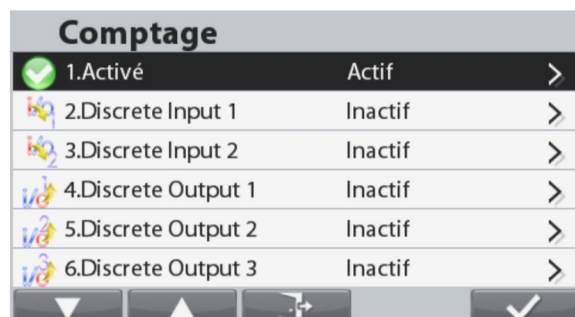 Comptage
1.Activé Actif
2.Discrete Input 1 Inactif
3.Discrete Input 2 Inactif
4.Discrete Output 1 Inactif
5.Discrete Output 2 Inactif
6.Discrete Output 3 Inactif